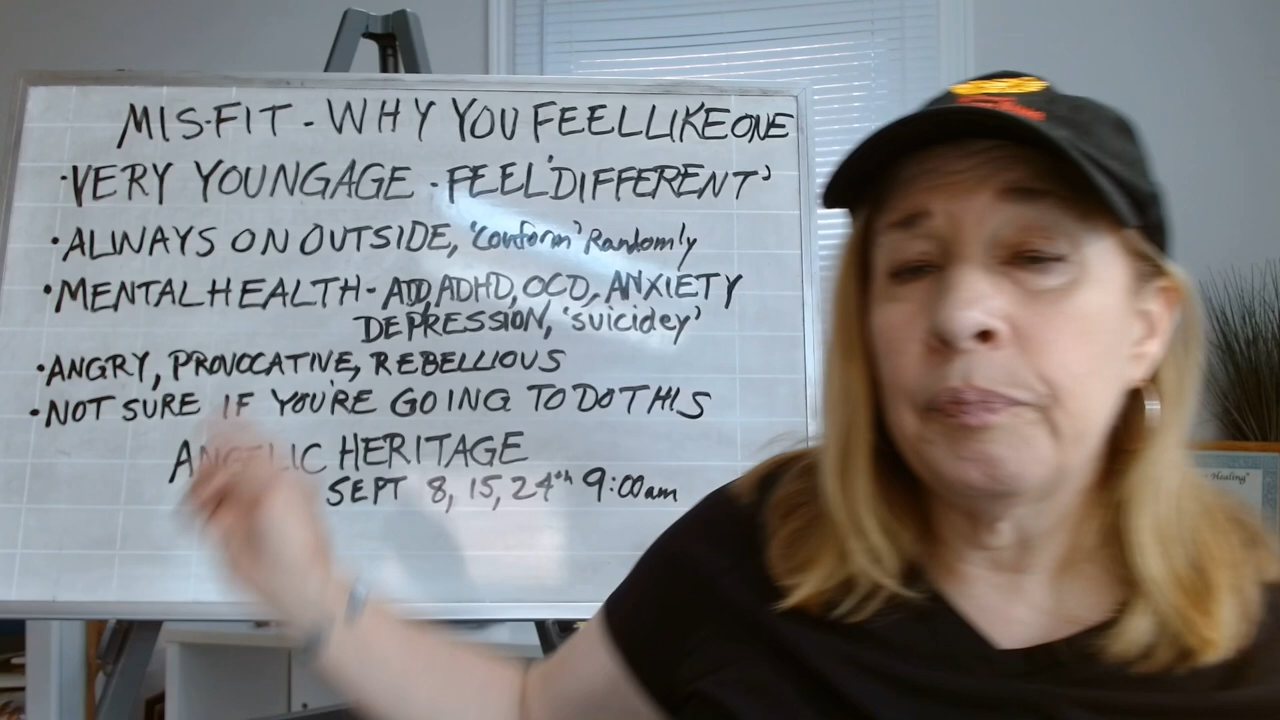 MIS-FIT - WHY YOU FEEL LIKE ONE
·VERY YOUNG AGE - FEEL 'DIFFERENT'
·ALWAYS ON OUTSIDE, 'conform' Randomly
·MENTAL HEALTH - ADD, ADHD, OCD, ANXIETY
DEPRESSION, 'suicidey'
·ANGRY, PROVOCATIVE, REBELLIOUS
·NOT SURE IF YOU'RE GOING TO DO THIS
ANGELIC HERITAGE
SEPT 8, 15, 24th 9:00am
Healing"